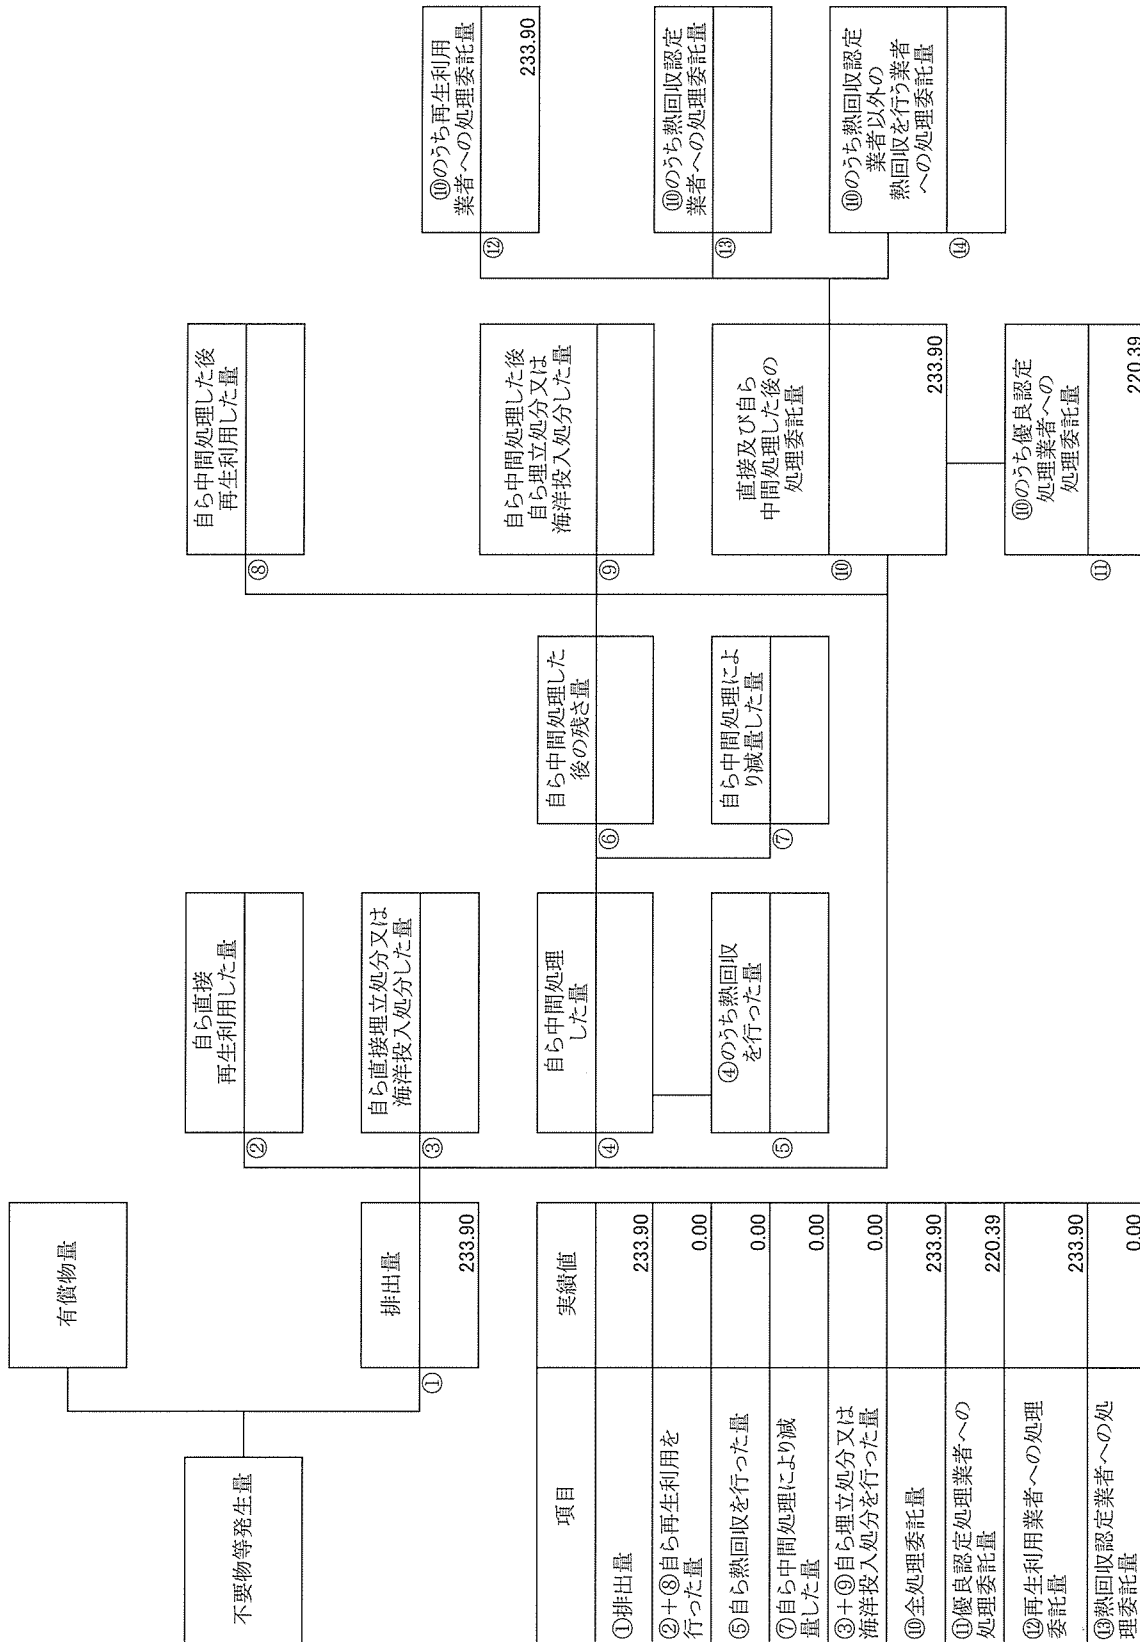 不要物等発生量
有償物量
排出量
①
233.90
自ら直接
再生利用した量
②
自ら直接埋立処分又は
海洋投入処分した量
③
自ら中間処理
した量
④
④のうち熱回収
を行った量
⑤
自ら中間処理した
後の残さ量
⑥
自ら中間処理によ
り減量した量
⑦
自ら中間処理した後
再生利用した量
⑧
自ら中間処理した後
自ら埋立処分又は
海洋投入処分した量
⑨
直接及び自ら
中間処理した後の
処理委託量
⑩
233.90
⑩のうち優良認定
処理業者への
処理委託量
⑪
220.39
⑩のうち再生利用
業者への処理委託量
⑫
233.90
⑩のうち熱回収認定
業者への処理委託量
⑬
⑩のうち熱回収認定
業者以外の
熱回収を行う業者
への処理委託量
⑭
項目 実績値
①排出量 233.90
②+⑧自ら再生利用を
行った量 0.00
⑤自ら熱回収を行った量 0.00
⑦自ら中間処理により減
量した量 0.00
③+⑨自ら埋立処分又は
海洋投入処分を行った量 0.00
⑩全処理委託量 233.90
⑪優良認定処理業者への
処理委託量 220.39
⑫再生利用業者への処理
委託量 233.90
⑬熱回収認定業者への処
理委託量 0.00